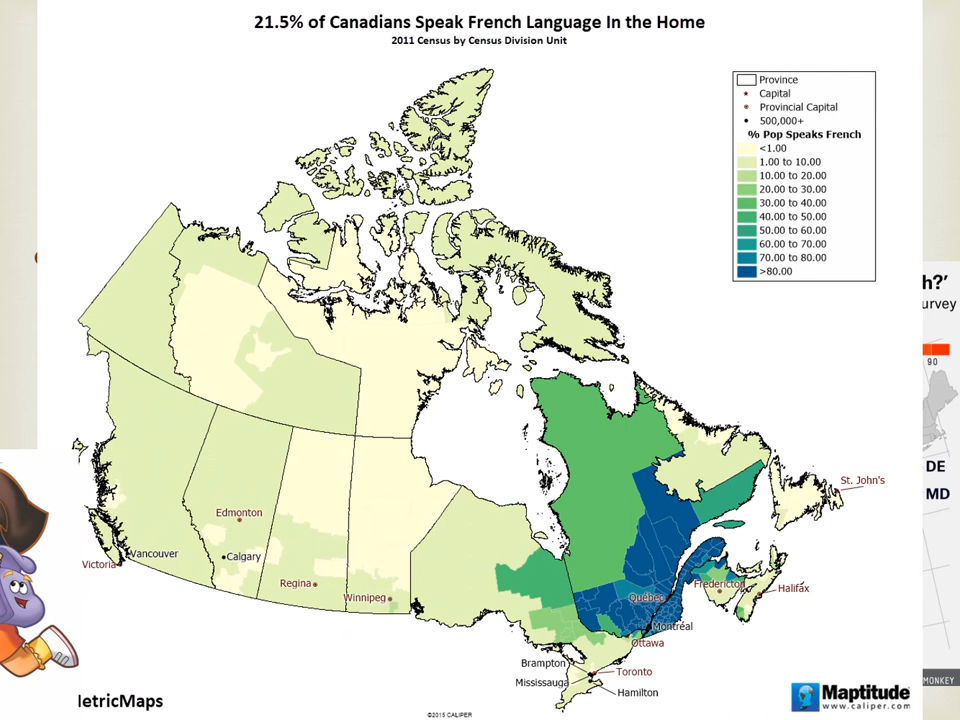 21.5% of Canadians Speak French Language In the Home
2011 Census by Census Division Unit
Province
Capital
Provincial Capital
500,000+
% Pop Speaks French
<1.00
1.00 to 10.00
10.00 to 20.00
20.00 to 30.00
30.00 to 40.00
40.00 to 50.00
50.00 to 60.00
60.00 to 70.00
70.00 to 80.00
>80.00
h?’
urvey
90
DE
MD
St. John's
Edmonton
Vancouver
Calgary
Victoria
Regina
Winnipeg
Fredericton
Halifax
Québec
Montréal
Ottawa
Brampton
Toronto
Mississauga
Hamilton
MONKEY
letricMaps
Maptitude
www.caliper.com
©2015 CALIPER